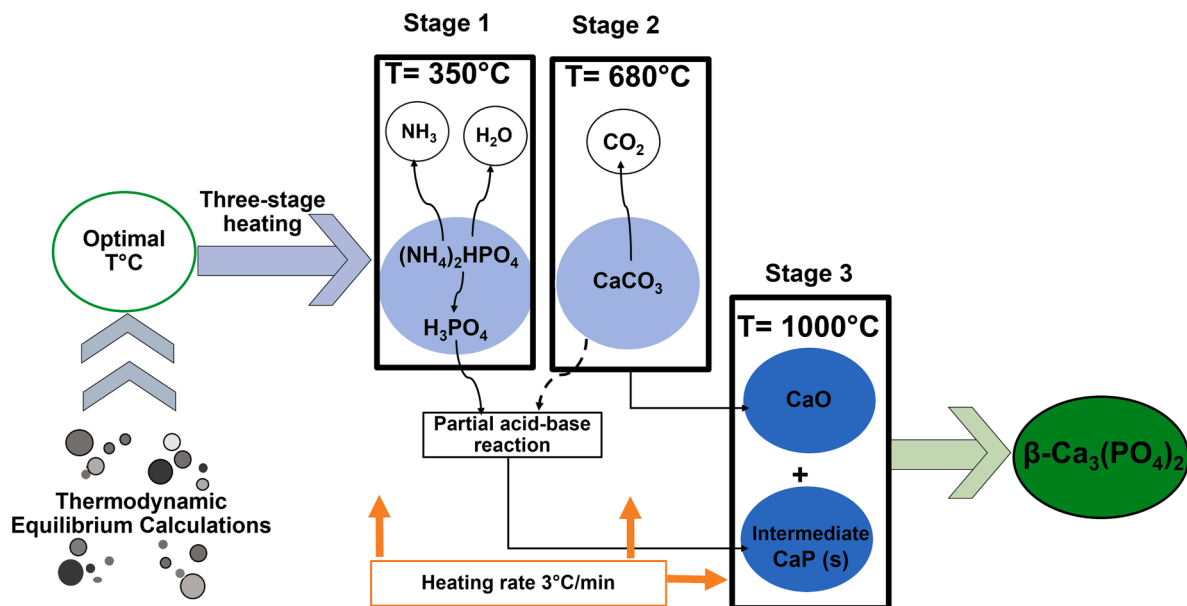 Stage 1
Stage 2
T= 350°C
T= 680°C
NH₃
H₂O
CO₂
Three-stage
heating
Optimal
T°C
(NH₄)₂HPO₄
CaCO₃
H₃PO₄
Stage 3
T= 1000°C
CaO
Partial acid-base
reaction
+
β-Ca₃(PO₄)₂
Thermodynamic
Equilibrium Calculations
Intermediate
CaP (s)
Heating rate 3°C/min